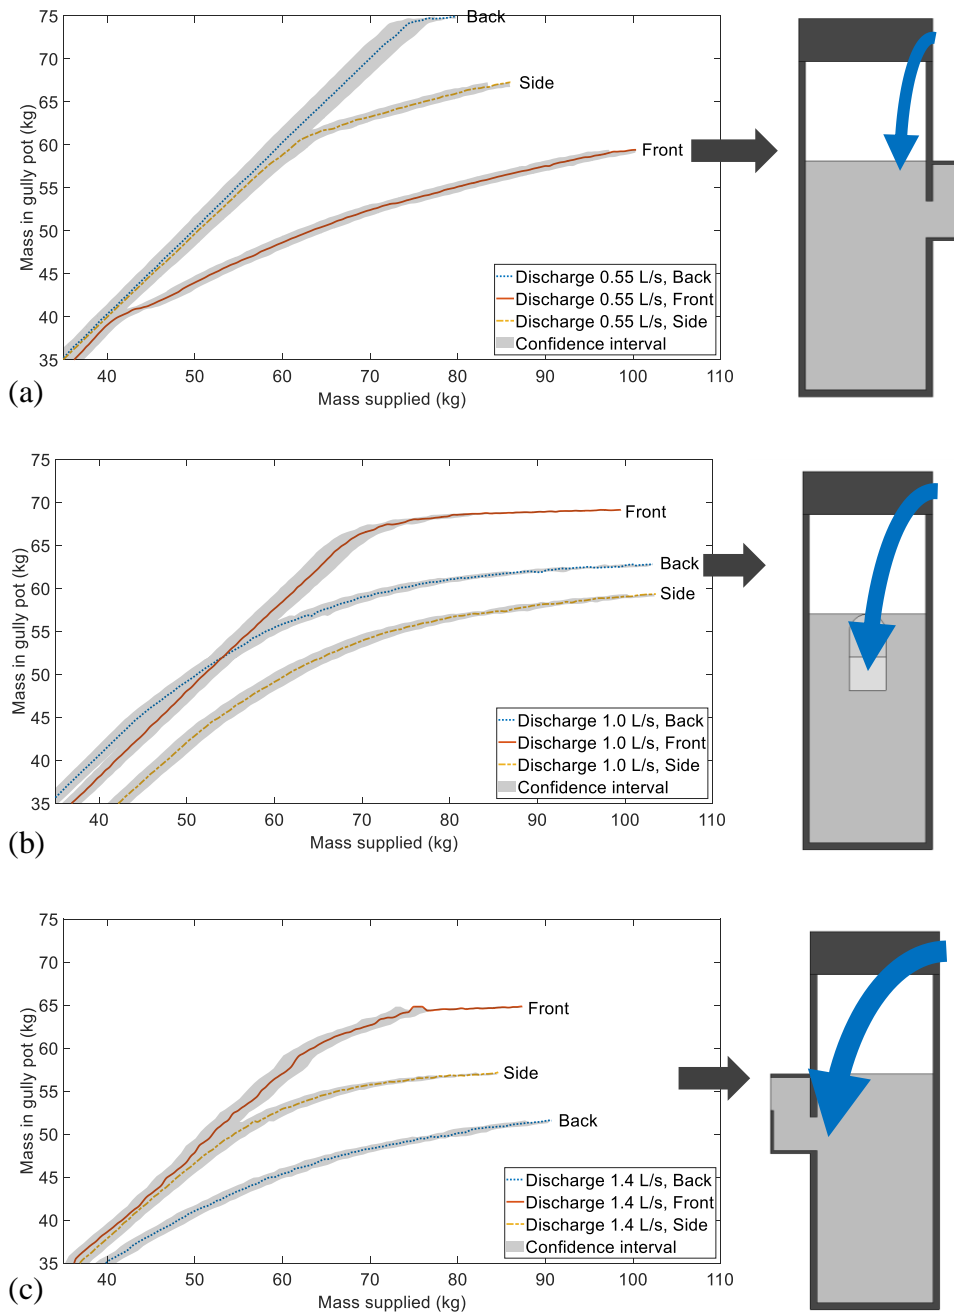 75
70
65
60
55
50
45
40
35
Mass in gully pot (kg)
Back
Side
Front
Discharge 0.55 L/s, Back
Discharge 0.55 L/s, Front
Discharge 0.55 L/s, Side
Confidence interval
40 50 60 70 80 90 100 110
Mass supplied (kg)
(a)
75
70
65
60
55
50
45
40
35
Mass in gully pot (kg)
Front
Back
Side
Discharge 1.0 L/s, Back
Discharge 1.0 L/s, Front
Discharge 1.0 L/s, Side
Confidence interval
40 50 60 70 80 90 100 110
Mass supplied (kg)
(b)
75
70
65
60
55
50
45
40
35
Mass in gully pot (kg)
Front
Side
Back
Discharge 1.4 L/s, Back
Discharge 1.4 L/s, Front
Discharge 1.4 L/s, Side
Confidence interval
40 50 60 70 80 90 100 110
Mass supplied (kg)
(c)